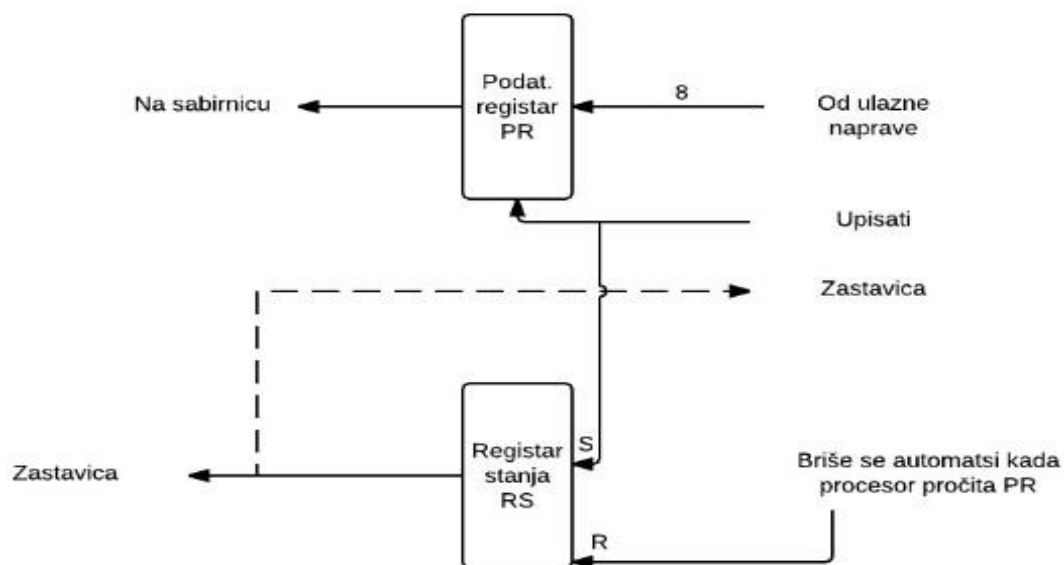 Na sabirnicu
Podat.
registar
PR
8
Od ulazne
naprave
Upisati
Zastavica
Zastavica
Registar
stanja
RS
S
R
Briše se automatsi kada
procesor pročita PR